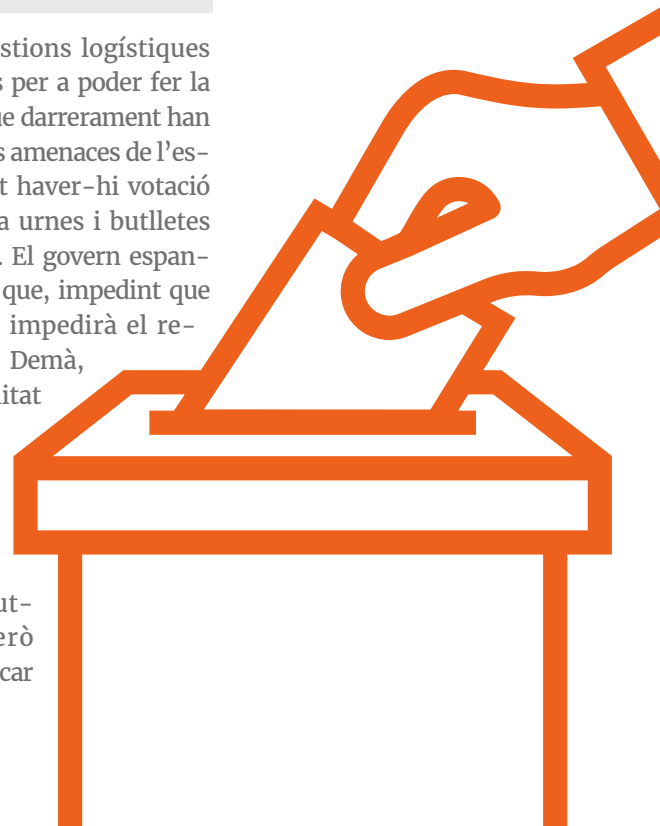 stions logístiques
s per a poder fer la
ue darrerament han
s amenaces de l’es-
t haver-hi votació
a urnes i butlletes
. El govern espan-
que, impedint que
impedirà el re-
Demà,
itat
ut-
erò
car